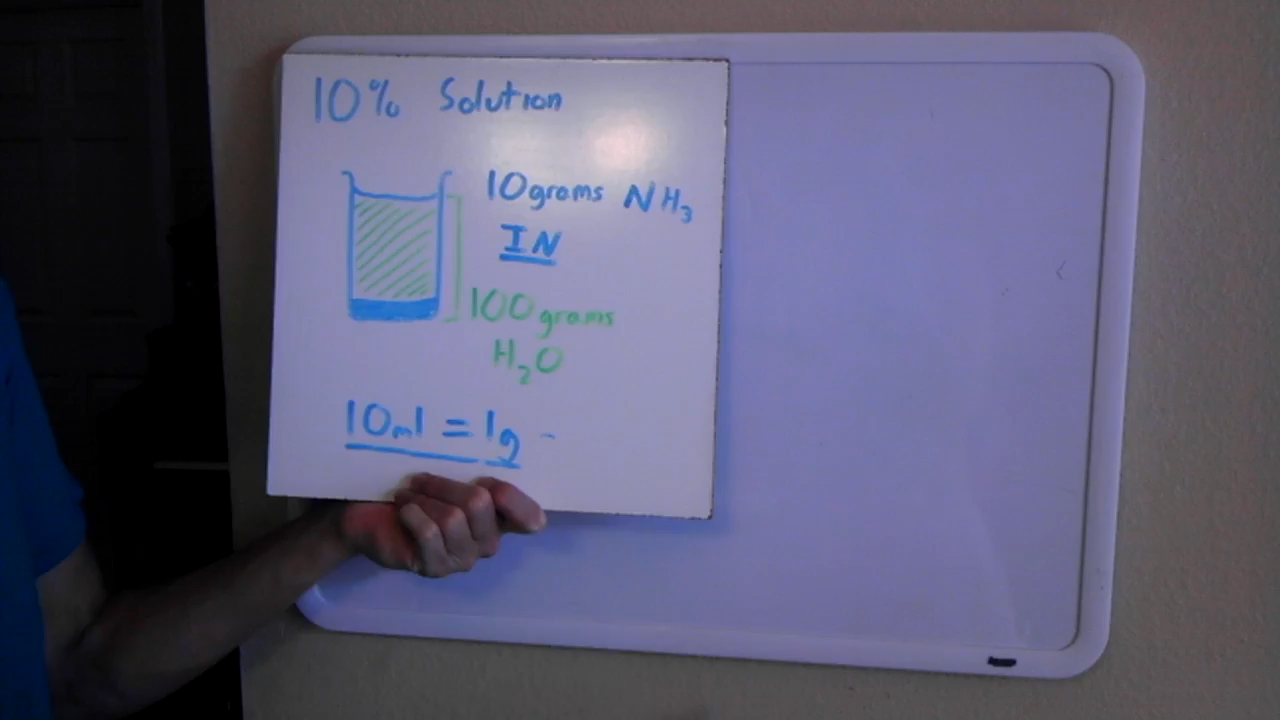 10% Solution
10grams NH₃
IN
100grams
H₂O
10ml = 1g -